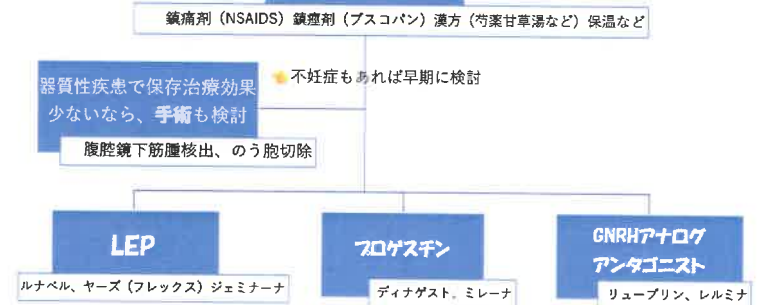 鎮痛剤（NSAIDS）鎮痙剤（ブスコパン）漢方（芍薬甘草湯など）保温など
不妊症もあれば早期に検討
器質性疾患で保存治療効果
少ないなら、手術も検討
腹腔鏡下筋腫核出、のう胞切除
LEP
ルナベル、ヤーズ（フレックス）ジェミナーナ
プロゲスチン
ディナゲスト、ミレーナ
GNRHアナログ
アンタゴニスト
リュープリン、レルミナ